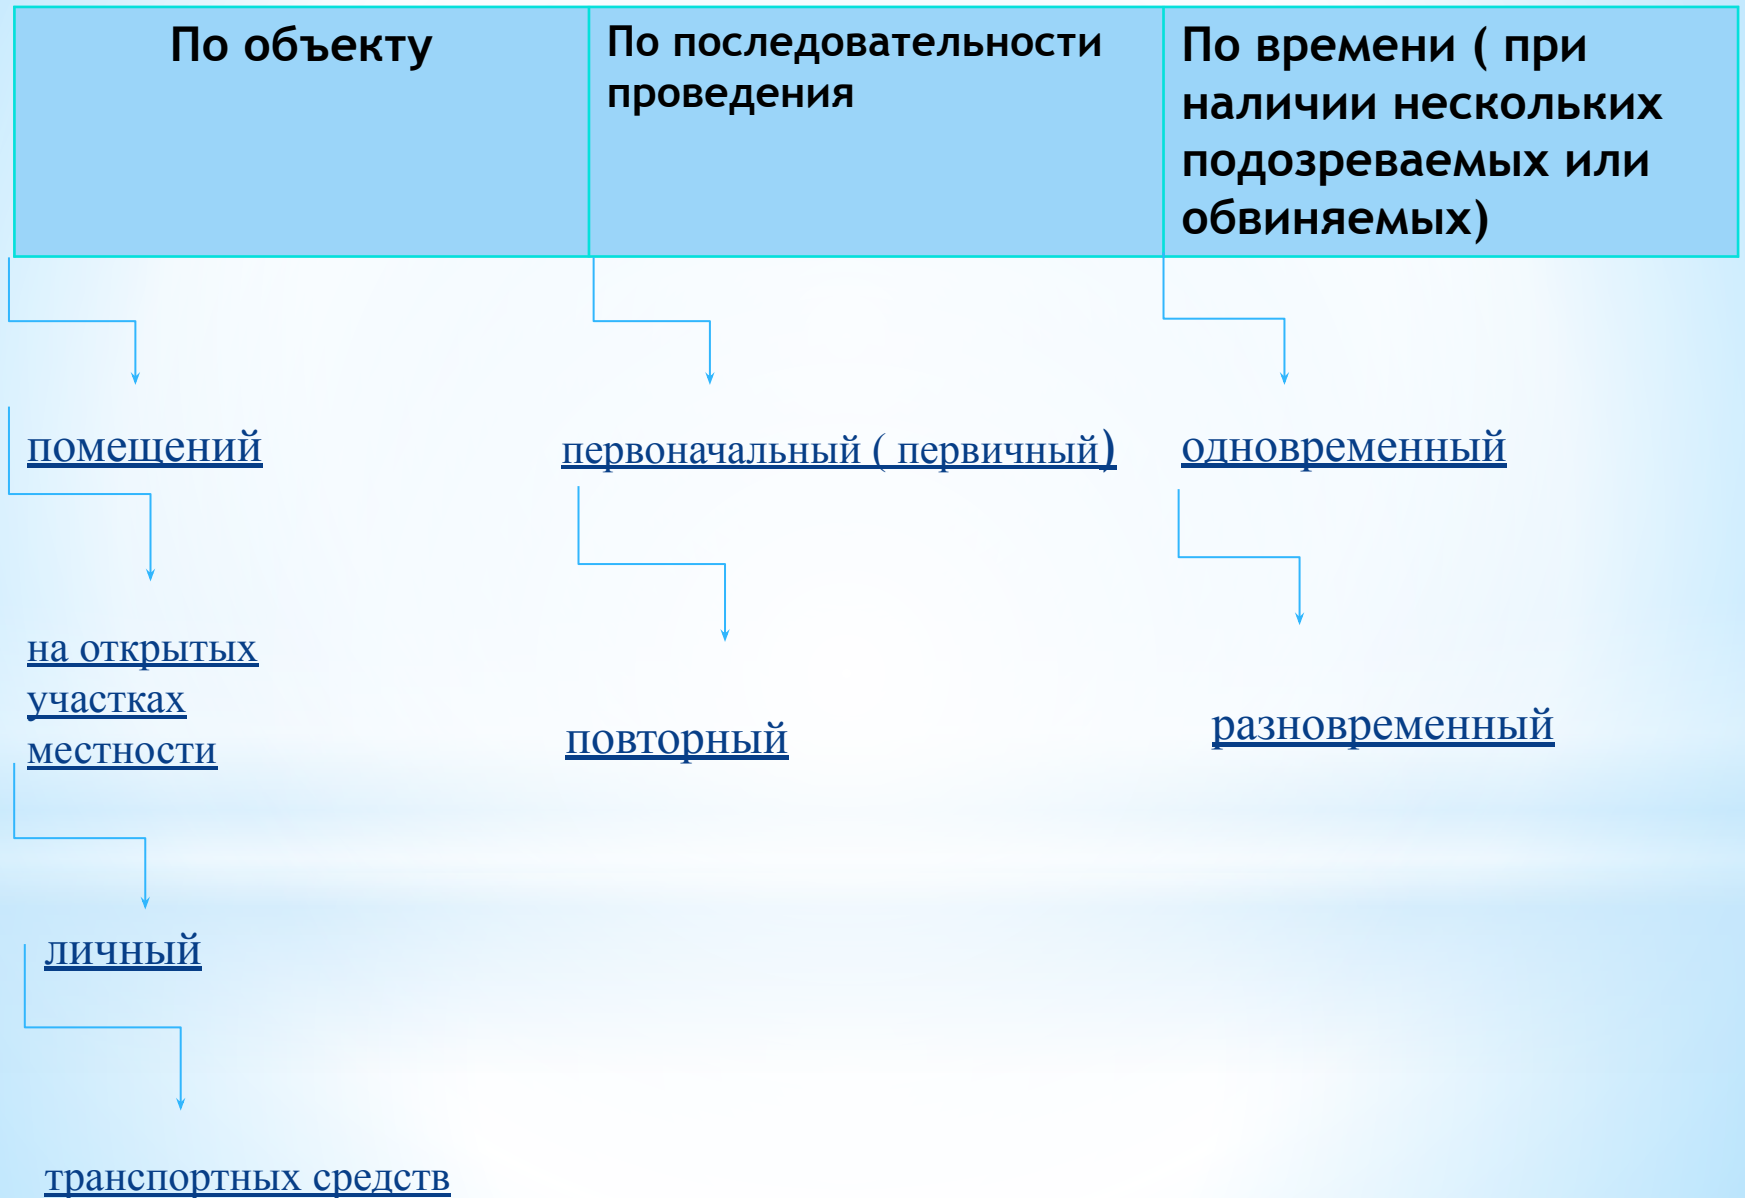 По объекту
По последовательности
проведения
По времени ( при
наличии нескольких
подозреваемых или
обвиняемых)
помещений
первоначальный ( первичный)
одновременный
на открытых
участках
местности
повторный
разновременный
личный
транспортных средств